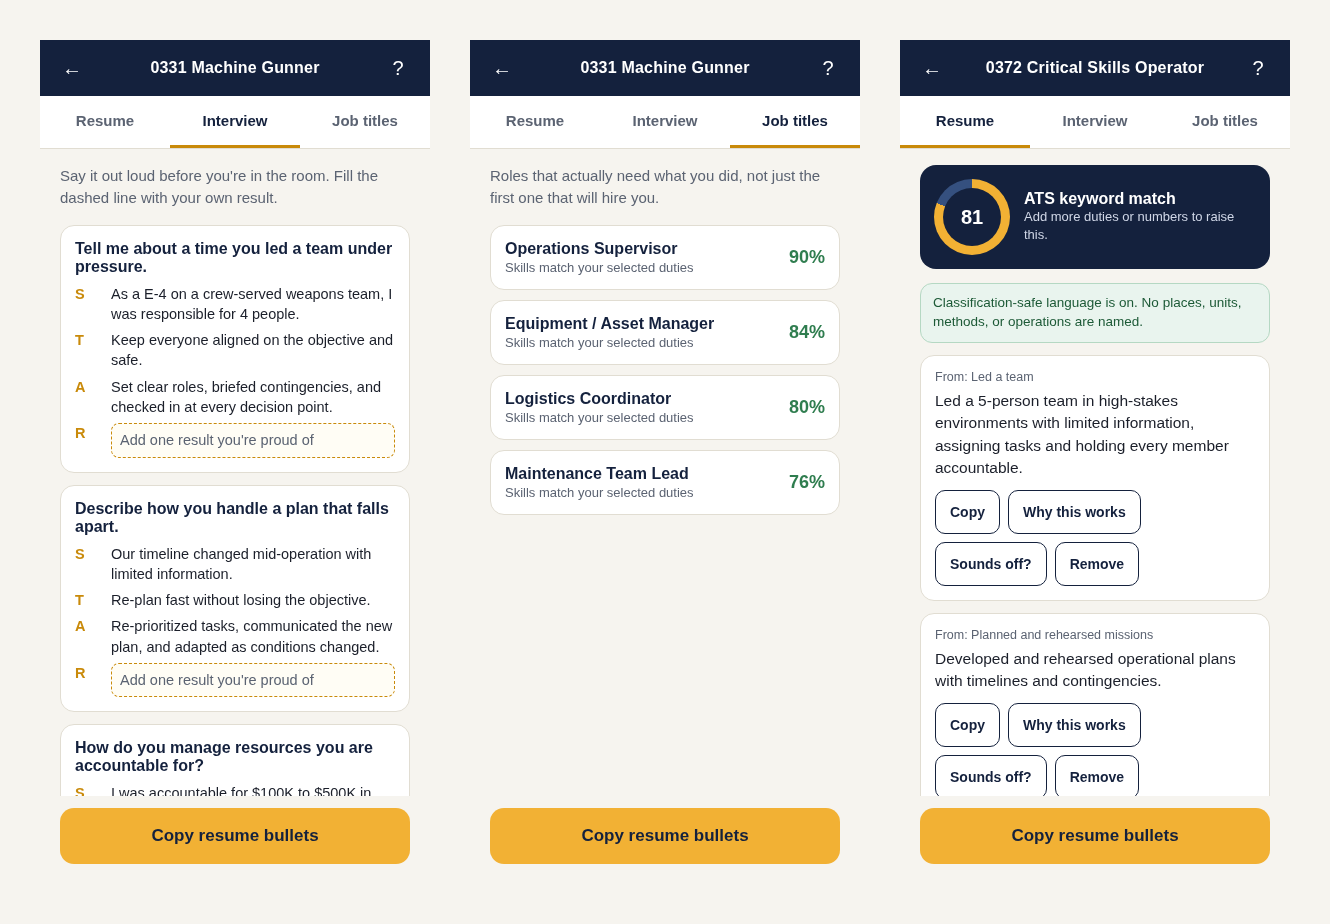 ← 0331 Machine Gunner ?
Resume Interview Job titles
Say it out loud before you're in the room. Fill the
dashed line with your own result.
Tell me about a time you led a team under
pressure.
S As a E-4 on a crew-served weapons team, I
was responsible for 4 people.
T Keep everyone aligned on the objective and
safe.
A Set clear roles, briefed contingencies, and
checked in at every decision point.
R Add one result you're proud of
Describe how you handle a plan that falls
apart.
S Our timeline changed mid-operation with
limited information.
T Re-plan fast without losing the objective.
A Re-prioritized tasks, communicated the new
plan, and adapted as conditions changed.
R Add one result you're proud of
How do you manage resources you are
accountable for?
S I was accountable for $100K to $500K in
Copy resume bullets
← 0331 Machine Gunner ?
Resume Interview Job titles
Roles that actually need what you did, not just the
first one that will hire you.
Operations Supervisor
Skills match your selected duties
90%
Equipment / Asset Manager
Skills match your selected duties
84%
Logistics Coordinator
Skills match your selected duties
80%
Maintenance Team Lead
Skills match your selected duties
76%
Copy resume bullets
← 0372 Critical Skills Operator ?
Resume Interview Job titles
81
ATS keyword match
Add more duties or numbers to raise
this.
Classification-safe language is on. No places, units,
methods, or operations are named.
From: Led a team
Led a 5-person team in high-stakes
environments with limited information,
assigning tasks and holding every member
accountable.
Copy Why this works
Sounds off? Remove
From: Planned and rehearsed missions
Developed and rehearsed operational plans
with timelines and contingencies.
Copy Why this works
Sounds off? Remove
Copy resume bullets